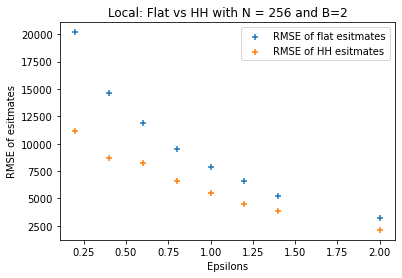 Local: Flat vs HH with N = 256 and B=2
RMSE of flat esitmates
RMSE of HH esitmates
RMSE of esitmates
20000
17500
15000
12500
10000
7500
5000
2500
0.25 0.50 0.75 1.00 1.25 1.50 1.75 2.00
Epsilons